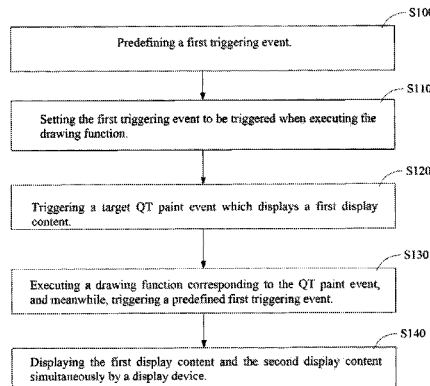 S100
Predefining a first triggering event.
S110
Setting the first triggering event to be triggered when executing the
drawing function.
S120
Triggering a target QT paint event which displays a first display
content.
S130
Executing a drawing function corresponding to the QT paint event,
and meanwhile, triggering a predefined first triggering event.
S140
Displaying the first display content and the second display content
simultaneously by a display device.